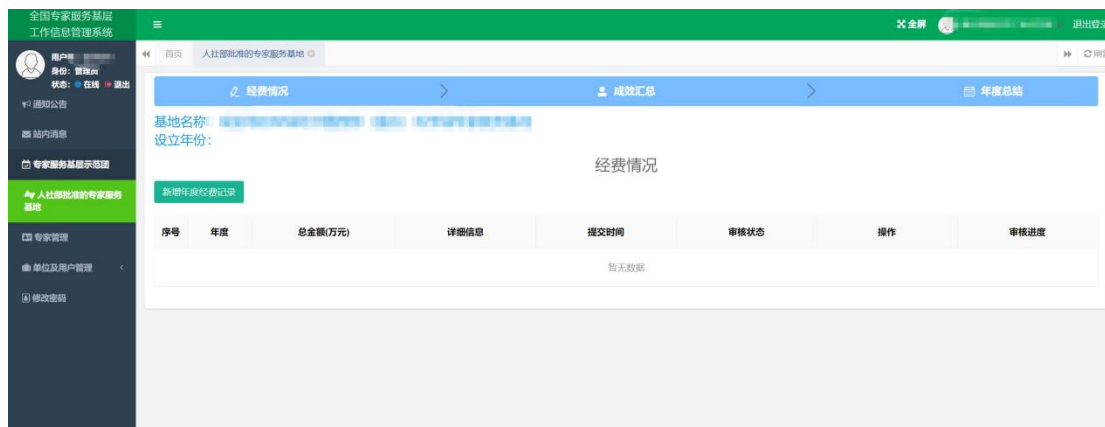 全国专家服务基层
工作信息管理系统
全屏
退出登录
用户
身份：管理员
状态：在线 退出
首页
人社部批准的专家服务基地
刷新
通知公告
站内消息
专家服务基层示范团
人社部批准的专家服务
基地
专家管理
单位及用户管理
修改密码
经费情况
成效汇总
年度总结
基地名称
设立年份：
经费情况
新增年度经费记录
序号 年度 总金额(万元) 详细信息 提交时间 审核状态 操作 审核进度
暂无数据